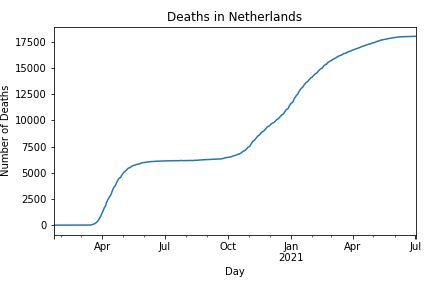 Deaths in Netherlands
Number of Deaths
17500
15000
12500
10000
7500
5000
2500
0
Apr Jul Oct Jan Apr Jul
2021
Day